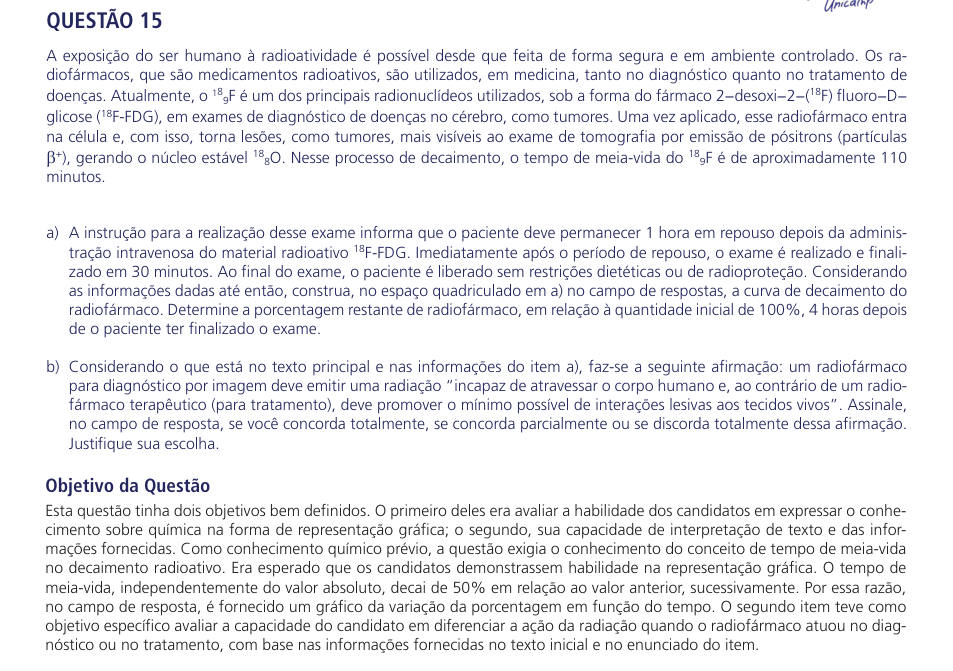 Unicamp
QUESTÃO 15
A exposição do ser humano à radioatividade é possível desde que feita de forma segura e em ambiente controlado. Os ra-
diofármacos, que são medicamentos radioativos, são utilizados, em medicina, tanto no diagnóstico quanto no tratamento de
doenças. Atualmente, o ¹⁸₉F é um dos principais radionuclídeos utilizados, sob a forma do fármaco 2−desoxi−2−(¹⁸F) fluoro−D−
glicose (¹⁸F-FDG), em exames de diagnóstico de doenças no cérebro, como tumores. Uma vez aplicado, esse radiofármaco entra
na célula e, com isso, torna lesões, como tumores, mais visíveis ao exame de tomografia por emissão de pósitrons (partículas
β⁺), gerando o núcleo estável ¹⁸₈O. Nesse processo de decaimento, o tempo de meia-vida do ¹⁸₉F é de aproximadamente 110
minutos.
a) A instrução para a realização desse exame informa que o paciente deve permanecer 1 hora em repouso depois da adminis-
tração intravenosa do material radioativo ¹⁸F-FDG. Imediatamente após o período de repouso, o exame é realizado e finali-
zado em 30 minutos. Ao final do exame, o paciente é liberado sem restrições dietéticas ou de radioproteção. Considerando
as informações dadas até então, construa, no espaço quadriculado em a) no campo de respostas, a curva de decaimento do
radiofármaco. Determine a porcentagem restante de radiofármaco, em relação à quantidade inicial de 100%, 4 horas depois
de o paciente ter finalizado o exame.
b) Considerando o que está no texto principal e nas informações do item a), faz-se a seguinte afirmação: um radiofármaco
para diagnóstico por imagem deve emitir uma radiação “incapaz de atravessar o corpo humano e, ao contrário de um radio-
fármaco terapêutico (para tratamento), deve promover o mínimo possível de interações lesivas aos tecidos vivos”. Assinale,
no campo de resposta, se você concorda totalmente, se concorda parcialmente ou se discorda totalmente dessa afirmação.
Justifique sua escolha.
Objetivo da Questão
Esta questão tinha dois objetivos bem definidos. O primeiro deles era avaliar a habilidade dos candidatos em expressar o conhe-
cimento sobre química na forma de representação gráfica; o segundo, sua capacidade de interpretação de texto e das infor-
mações fornecidas. Como conhecimento químico prévio, a questão exigia o conhecimento do conceito de tempo de meia-vida
no decaimento radioativo. Era esperado que os candidatos demonstrassem habilidade na representação gráfica. O tempo de
meia-vida, independentemente do valor absoluto, decai de 50% em relação ao valor anterior, sucessivamente. Por essa razão,
no campo de resposta, é fornecido um gráfico da variação da porcentagem em função do tempo. O segundo item teve como
objetivo específico avaliar a capacidade do candidato em diferenciar a ação da radiação quando o radiofármaco atuou no diag-
nóstico ou no tratamento, com base nas informações fornecidas no texto inicial e no enunciado do item.